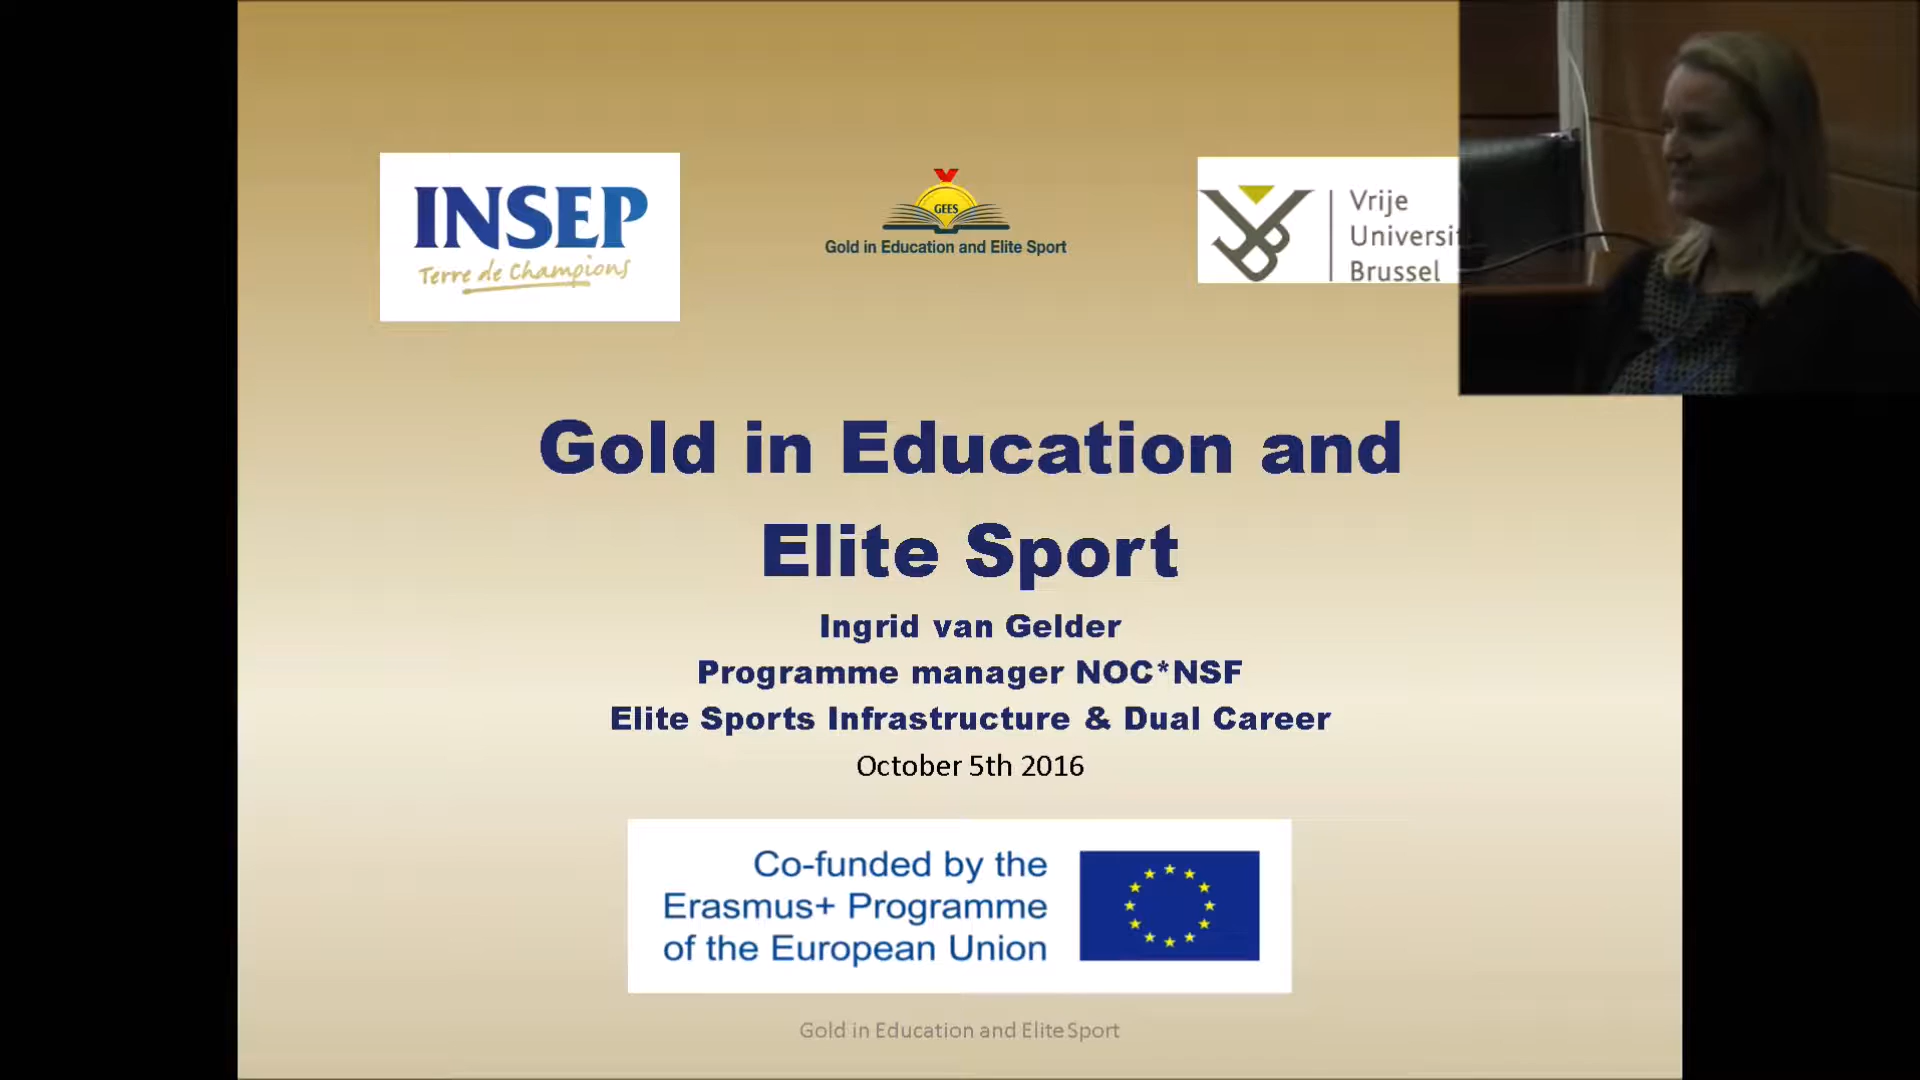 INSEP
Terre de Champions
GEES
Gold in Education and Elite Sport
Vrije
Universi
Brussel
Gold in Education and
Elite Sport
Ingrid van Gelder
Programme manager NOC*NSF
Elite Sports Infrastructure & Dual Career
October 5th 2016
Co-funded by the
Erasmus+ Programme
of the European Union
Gold in Education and Elite Sport